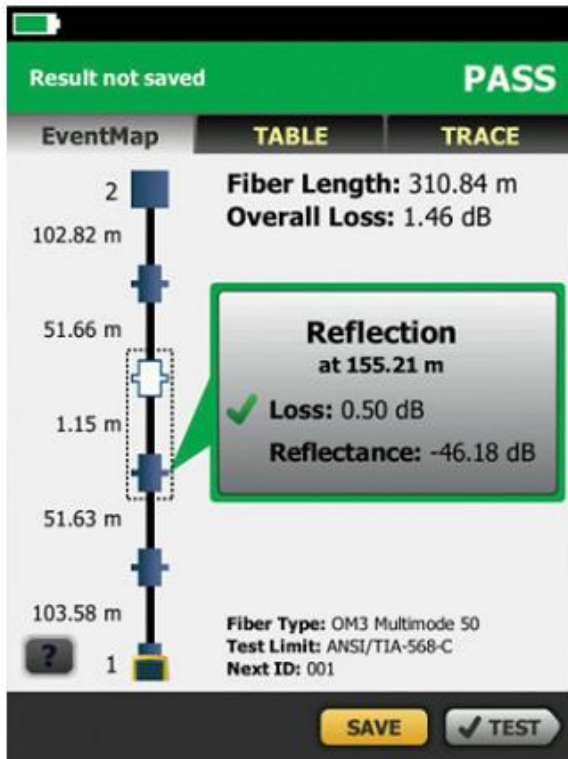 Result not saved
PASS
EventMap
TABLE
TRACE
2
Fiber Length: 310.84 m
Overall Loss: 1.46 dB
102.82 m
51.66 m
Reflection
at 155.21 m
Loss: 0.50 dB
1.15 m
Reflectance: -46.18 dB
51.63 m
103.58 m
Fiber Type: OM3 Multimode 50
Test Limit: ANSI/TIA-568-C
Next ID: 001
?
1
SAVE
TEST